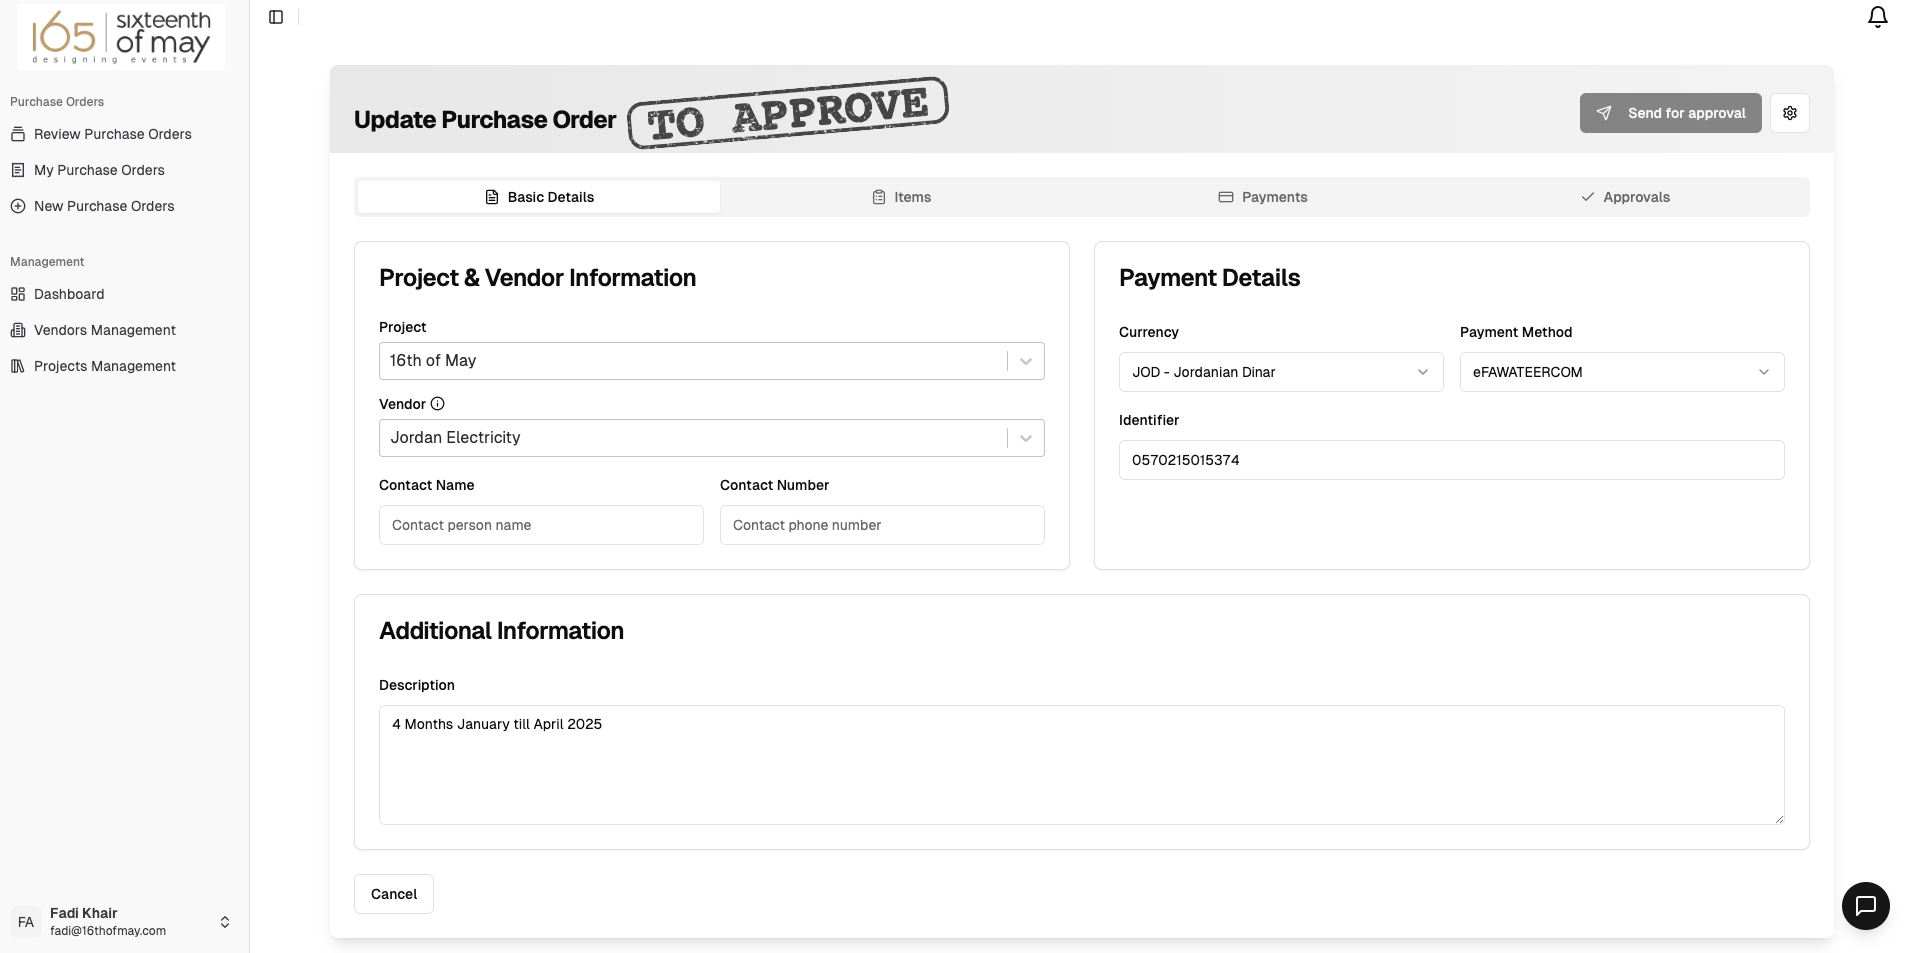 165 sixteenth of may
designing events
Purchase Orders
Review Purchase Orders
My Purchase Orders
New Purchase Orders
Management
Dashboard
Vendors Management
Projects Management
FA
Fadi Khair
fadi@16thofmay.com
Update Purchase Order
TO APPROVE
Send for approval
Basic Details
Items
Payments
Approvals
Project & Vendor Information
Project
16th of May
Vendor
Jordan Electricity
Contact Name
Contact Number
Contact person name
Contact phone number
Payment Details
Currency
Payment Method
JOD - Jordanian Dinar
eFAWATEERCOM
Identifier
0570215015374
Additional Information
Description
4 Months January till April 2025
Cancel